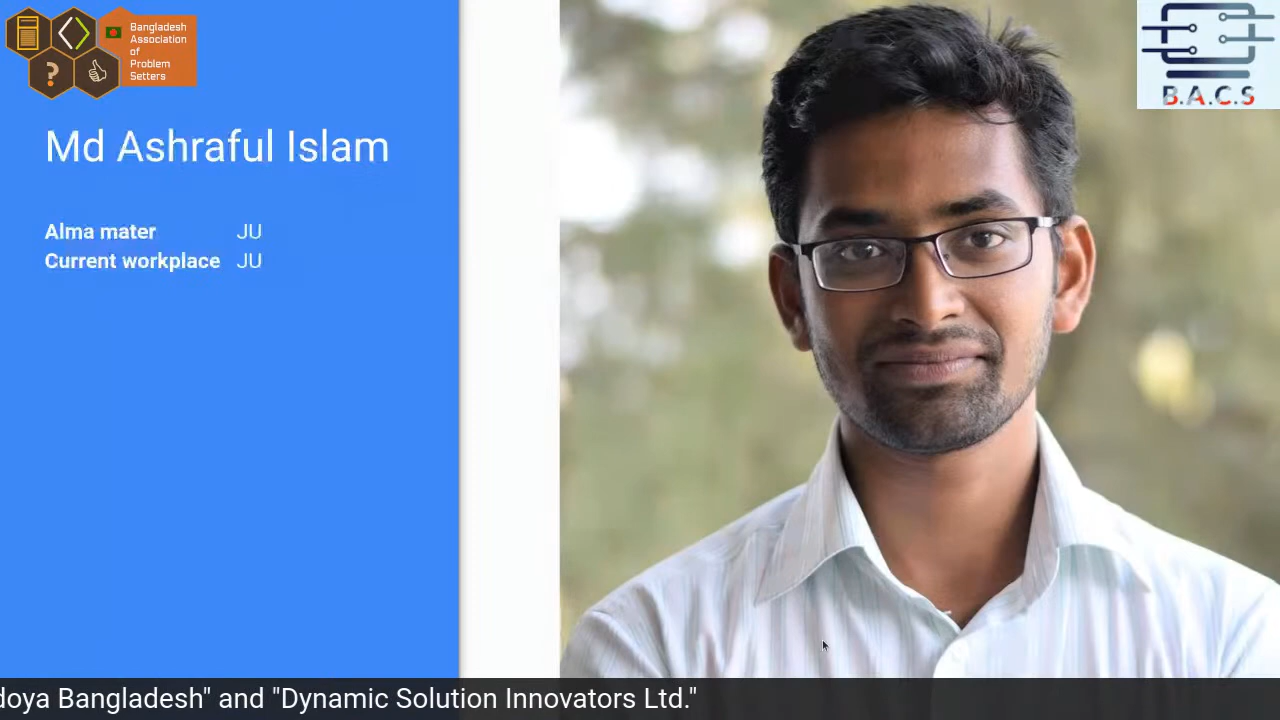 Bangladesh
Association
of
Problem
Setters
B.A.C.S
Md Ashraful Islam
Alma mater JU
Current workplace JU
doya Bangladesh" and "Dynamic Solution Innovators Ltd."